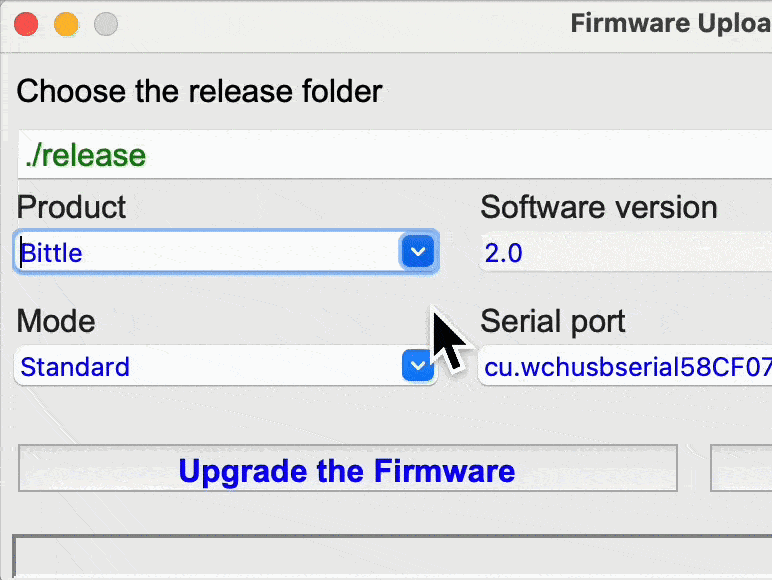 Firmware Uploa
Choose the release folder
./release
Product
Software version
Bittle
2.0
Mode
Serial port
Standard
cu.wchusbserial58CF07
Upgrade the Firmware